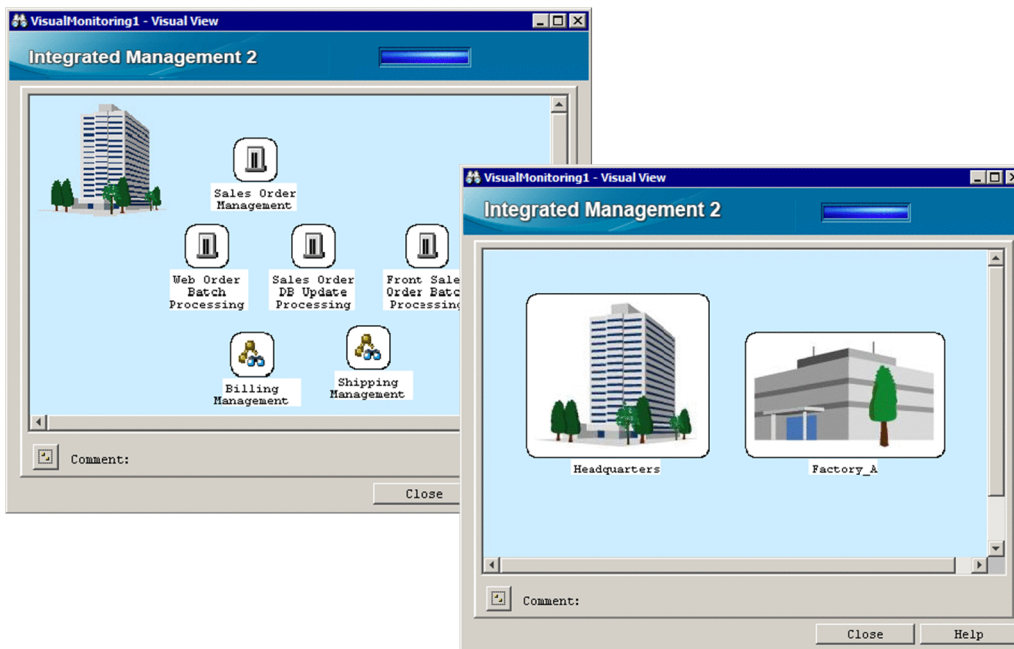 VisualMonitoring1 - Visual View
Integrated Management 2
Sales Order
Management
Web Order
Batch
Processing
Sales Order
DB Update
Processing
Front Sale
Order Batc
Processing
Billing
Management
Shipping
Management
Comment:
Close
VisualMonitoring1 - Visual View
Integrated Management 2
Headquarters
Factory_A
Comment:
Close
Help